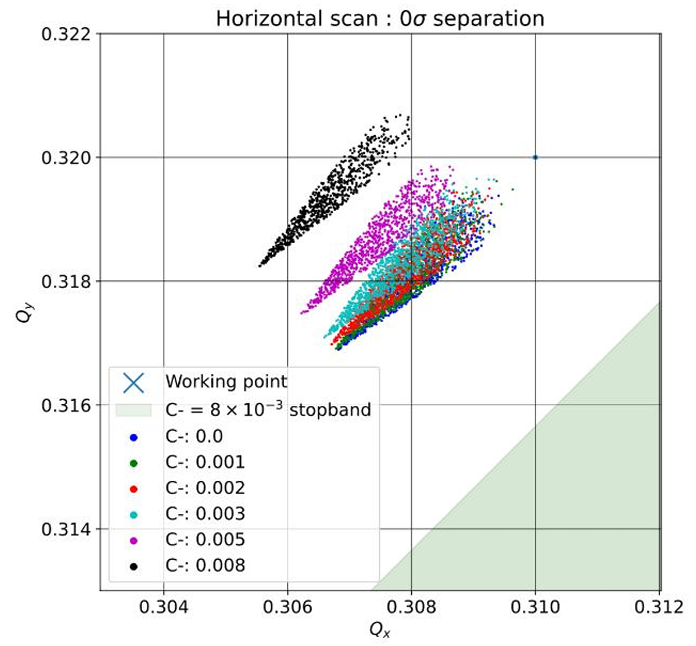 Horizontal scan : 0σ separation
0.322
0.320
0.318
0.316
0.314
Q_y
Working point
C- = 8 × 10⁻³ stopband
C-: 0.0
C-: 0.001
C-: 0.002
C-: 0.003
C-: 0.005
C-: 0.008
0.304 0.306 0.308 0.310 0.312
Q_x